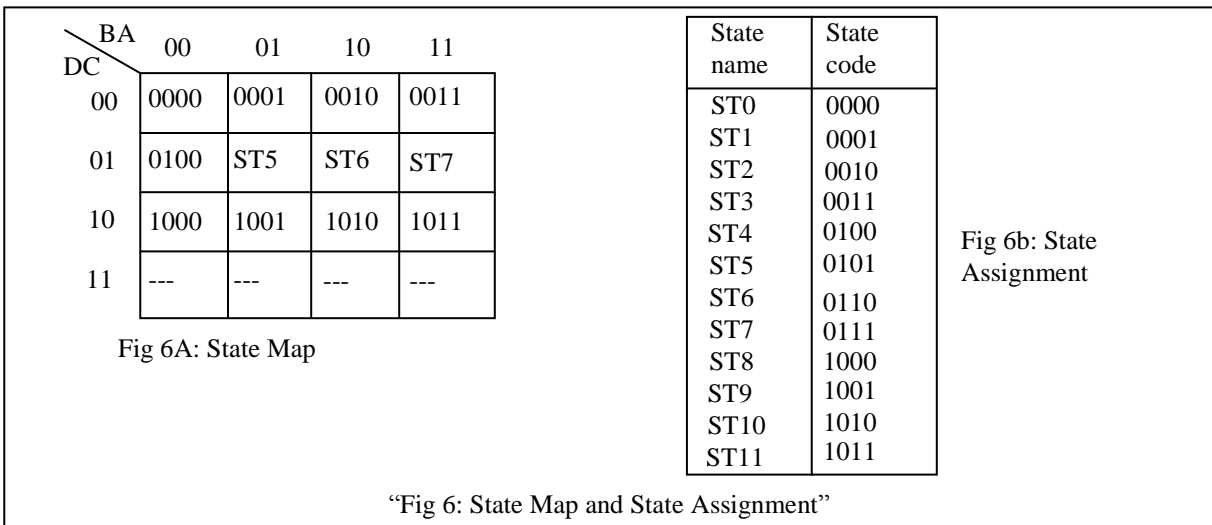 BA
DC
00 01 10 11
00 0000 0001 0010 0011
01 0100 ST5 ST6 ST7
10 1000 1001 1010 1011
11 --- --- --- ---
Fig 6A: State Map
State name State code
ST0 0000
ST1 0001
ST2 0010
ST3 0011
ST4 0100
ST5 0101
ST6 0110
ST7 0111
ST8 1000
ST9 1001
ST10 1010
ST11 1011
Fig 6b: State
Assignment
“Fig 6: State Map and State Assignment”